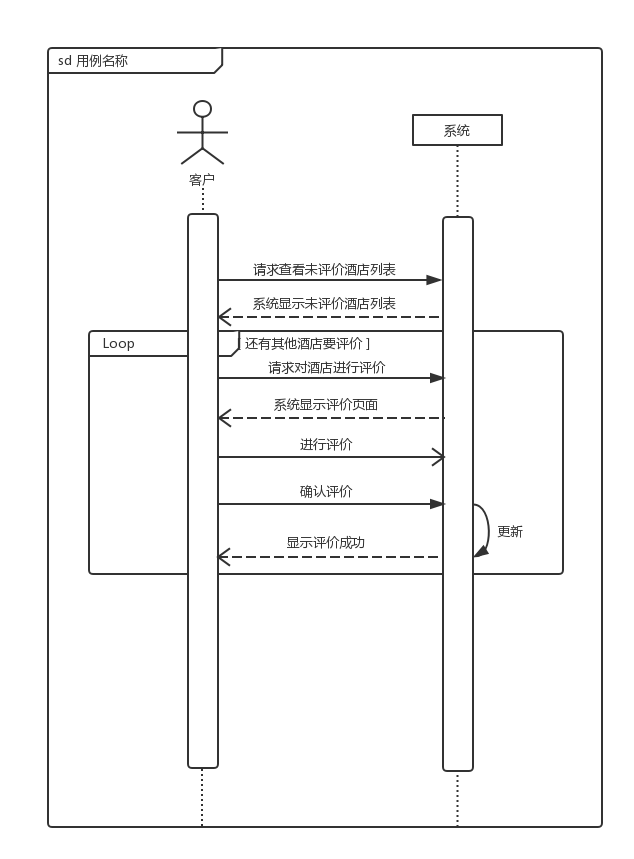 sd 用例名称
系统
客户
请求查看未评价酒店列表
系统显示未评价酒店列表
Loop
[ 还有其他酒店要评价 ]
请求对酒店进行评价
系统显示评价页面
进行评价
确认评价
更新
显示评价成功